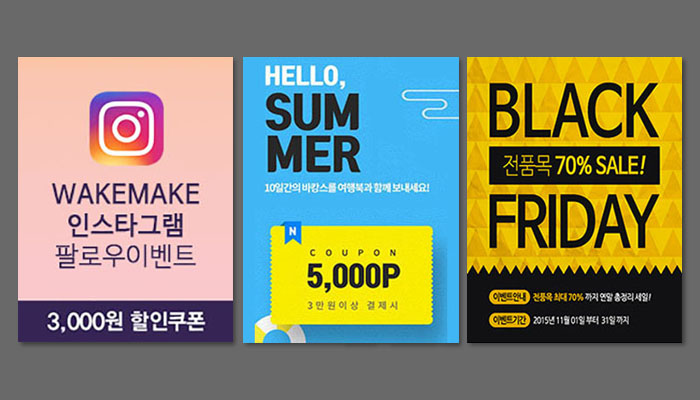 WAKEMAKE
인스타그램
팔로우이벤트
3,000원 할인쿠폰
HELLO,
SUM
MER
10일간의 바캉스를 여행북과 함께 보내세요!
N
COUPON
5,000P
3만원이상 결제시
BLACK
전품목 70% SALE!
FRIDAY
이벤트안내 전품목 최대 70% 까지 연말 총정리 세일!
이벤트기간 2015년 11월 01일 부터 31일 까지